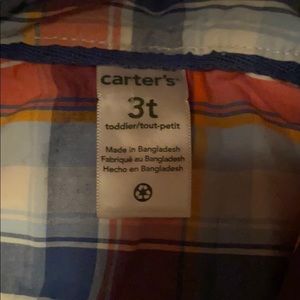 carter's
3t
toddler/tout-petit
Made in Bangladesh
Fabriqué au Bangladesh
Hecho en Bangladesh